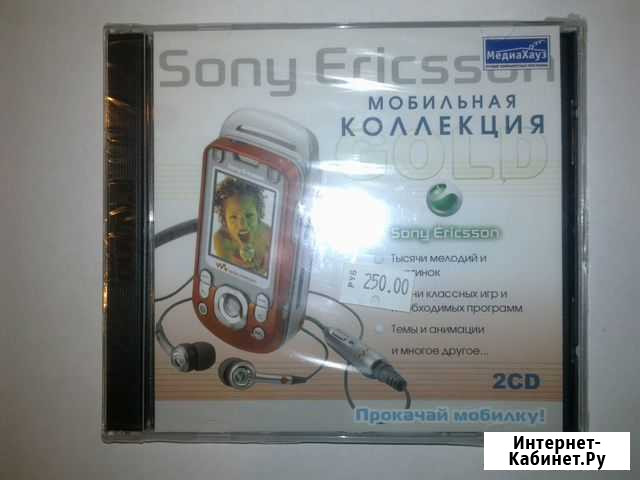 Sony Ericsson
МедиаХауз
МОБИЛЬНАЯ
КОЛЛЕКЦИЯ
GOLD
Sony Ericsson
Тысячи мелодий и
РУБ 250.00
классных игр и
программ
Темы и анимации
и многое другое...
2CD
Прокачай мобилку!
Интернет-
Кабинет.Ру